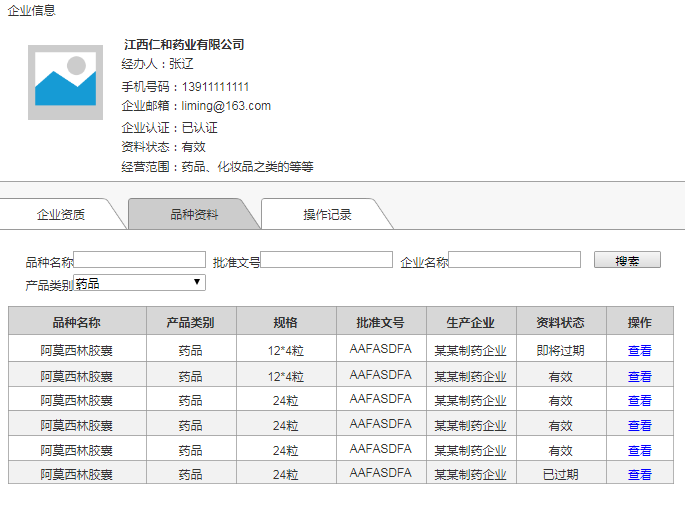 企业信息
江西仁和药业有限公司
经办人：张辽
手机号码：13911111111
企业邮箱：liming@163.com
企业认证：已认证
资料状态：有效
经营范围：药品、化妆品之类的等等
企业资质 品种资料 操作记录
品种名称 批准文号 企业名称 搜索
产品类别 药品
品种名称 产品类别 规格 批准文号 生产企业 资料状态 操作
阿莫西林胶囊 药品 12*4粒 AAFASDFA 某某制药企业 即将过期 查看
阿莫西林胶囊 药品 12*4粒 AAFASDFA 某某制药企业 有效 查看
阿莫西林胶囊 药品 24粒 AAFASDFA 某某制药企业 有效 查看
阿莫西林胶囊 药品 24粒 AAFASDFA 某某制药企业 有效 查看
阿莫西林胶囊 药品 24粒 AAFASDFA 某某制药企业 有效 查看
阿莫西林胶囊 药品 24粒 AAFASDFA 某某制药企业 已过期 查看